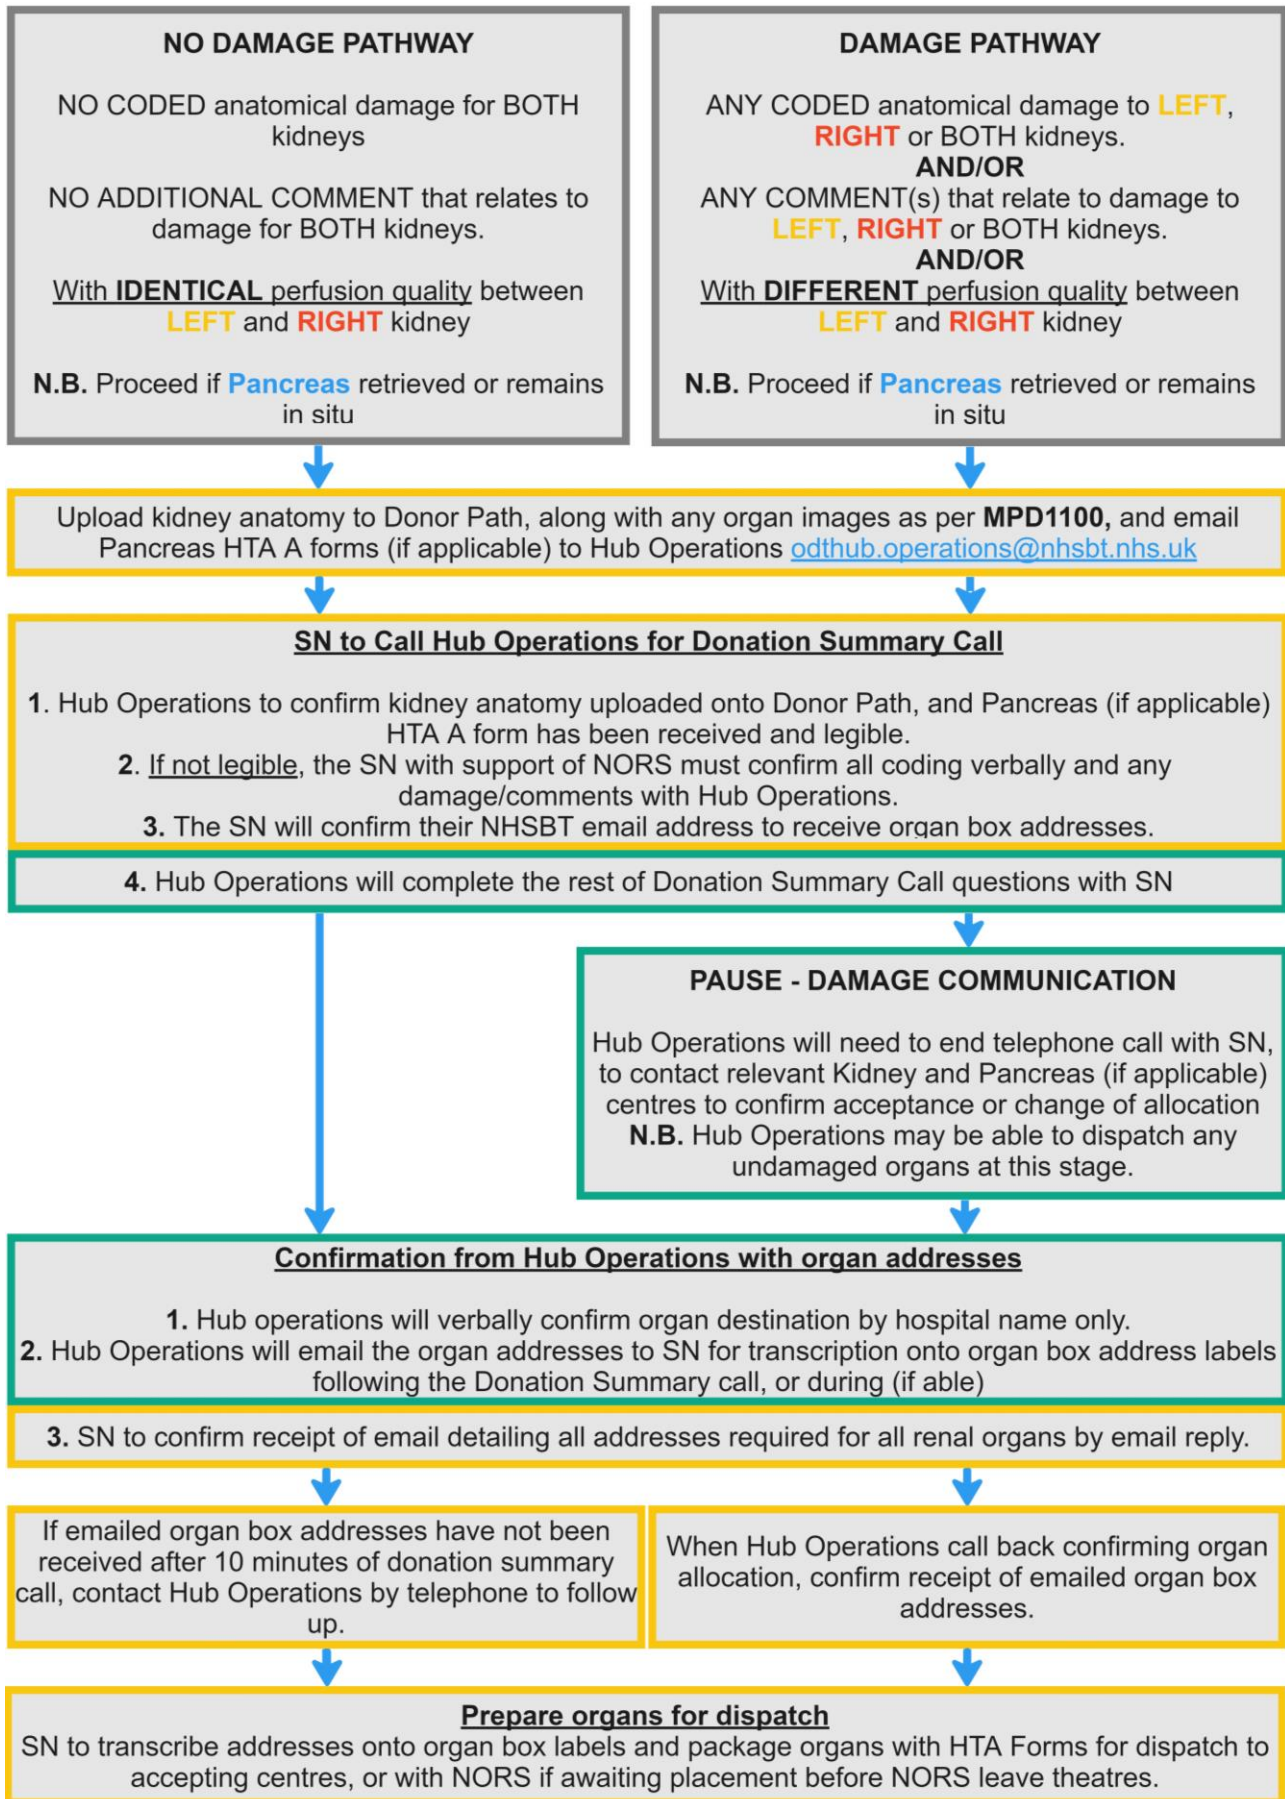 NO DAMAGE PATHWAY
NO CODED anatomical damage for BOTH
kidneys
NO ADDITIONAL COMMENT that relates to
damage for BOTH kidneys.
With IDENTICAL perfusion quality between
LEFT and RIGHT kidney
N.B. Proceed if Pancreas retrieved or remains
in situ
DAMAGE PATHWAY
ANY CODED anatomical damage to LEFT,
RIGHT or BOTH kidneys.
AND/OR
ANY COMMENT(s) that relate to damage to
LEFT, RIGHT or BOTH kidneys.
AND/OR
With DIFFERENT perfusion quality between
LEFT and RIGHT kidney
N.B. Proceed if Pancreas retrieved or remains
in situ
Upload kidney anatomy to Donor Path, along with any organ images as per MPD1100, and email
Pancreas HTA A forms (if applicable) to Hub Operations odthub.operations@nhsbt.nhs.uk
SN to Call Hub Operations for Donation Summary Call
1. Hub Operations to confirm kidney anatomy uploaded onto Donor Path, and Pancreas (if applicable)
HTA A form has been received and legible.
2. If not legible, the SN with support of NORS must confirm all coding verbally and any
damage/comments with Hub Operations.
3. The SN will confirm their NHSBT email address to receive organ box addresses.
4. Hub Operations will complete the rest of Donation Summary Call questions with SN
PAUSE - DAMAGE COMMUNICATION
Hub Operations will need to end telephone call with SN,
to contact relevant Kidney and Pancreas (if applicable)
centres to confirm acceptance or change of allocation
N.B. Hub Operations may be able to dispatch any
undamaged organs at this stage.
Confirmation from Hub Operations with organ addresses
1. Hub operations will verbally confirm organ destination by hospital name only.
2. Hub Operations will email the organ addresses to SN for transcription onto organ box address labels
following the Donation Summary call, or during (if able)
3. SN to confirm receipt of email detailing all addresses required for all renal organs by email reply.
If emailed organ box addresses have not been
received after 10 minutes of donation summary
call, contact Hub Operations by telephone to follow
up.
When Hub Operations call back confirming organ
allocation, confirm receipt of emailed organ box
addresses.
Prepare organs for dispatch
SN to transcribe addresses onto organ box labels and package organs with HTA Forms for dispatch to
accepting centres, or with NORS if awaiting placement before NORS leave theatres.